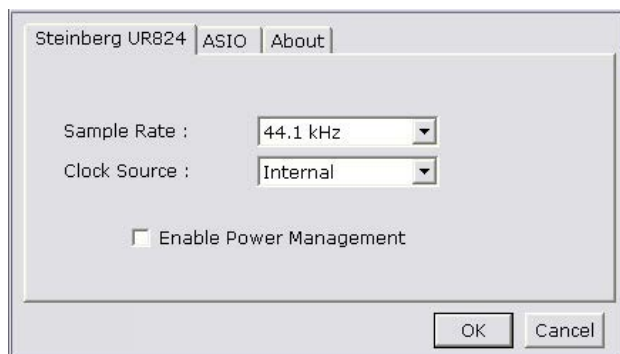 Steinberg UR824 ASIO About
Sample Rate : 44.1 kHz
Clock Source : Internal
Enable Power Management
OK Cancel